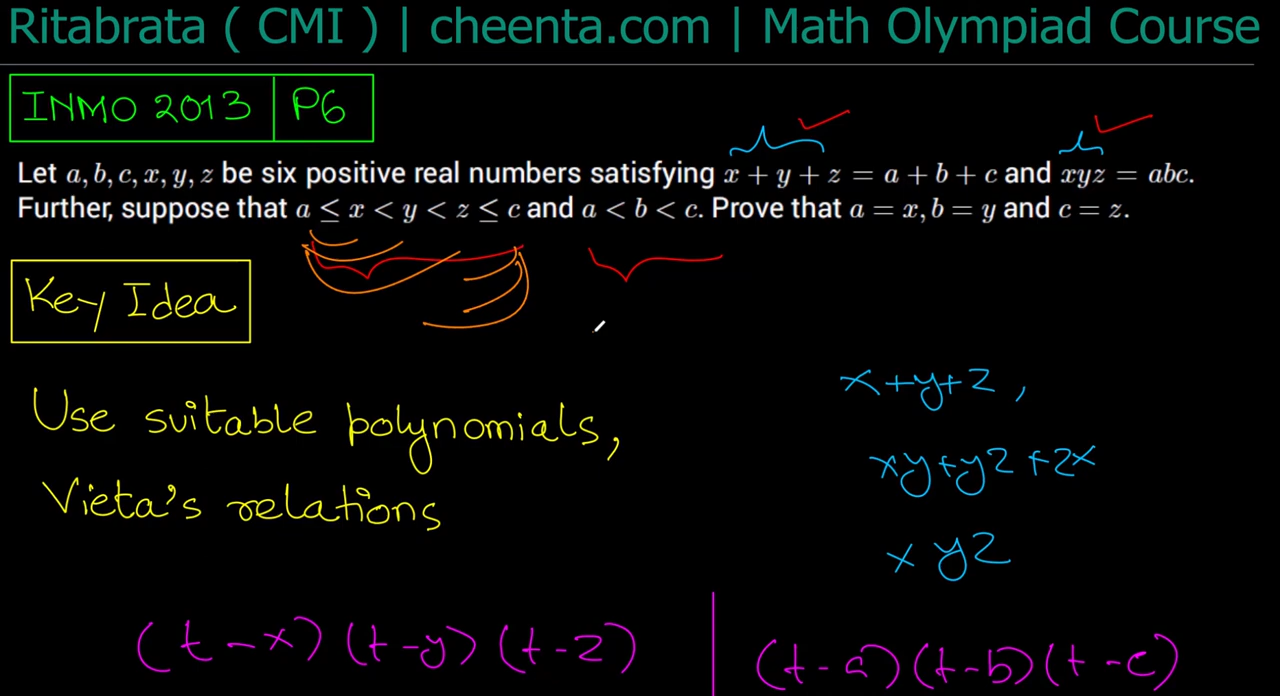 Ritabrata ( CMI ) | cheenta.com | Math Olympiad Course
INMO 2013 | P6
Let a, b, c, x, y, z be six positive real numbers satisfying x + y + z = a + b + c and xyz = abc.
Further, suppose that a ≤ x < y < z ≤ c and a < b < c. Prove that a = x, b = y and c = z.
Key Idea
x+y+z,
Use suitable polynomials,
xy+yz+zx
Vieta's relations
xyz
(t-x)(t-y)(t-z) | (t-a)(t-b)(t-c)